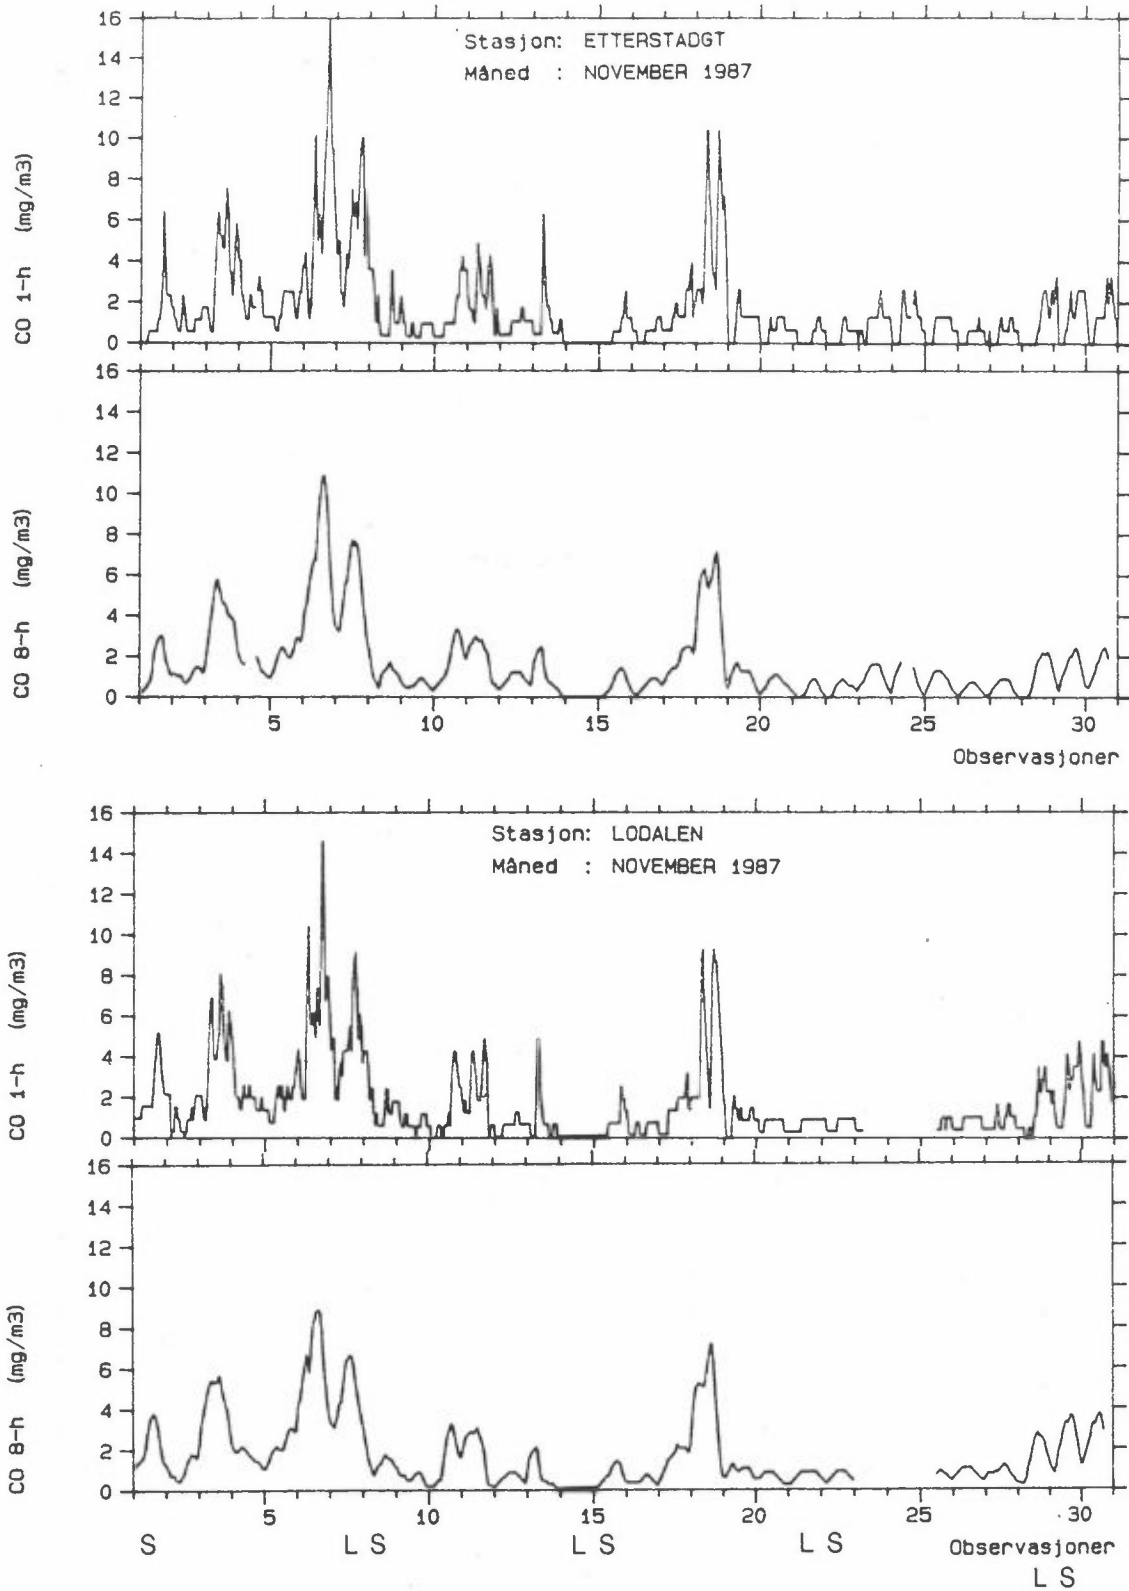 Stasjon: ETTERSTADGT
Måned : NOVEMBER 1987
CO 1-h (mg/m3)
16
14
12
10
8
6
4
2
0
CO 8-h (mg/m3)
16
14
12
10
8
6
4
2
0
5 10 15 20 25 30
Observasjoner
Stasjon: LODALEN
Måned : NOVEMBER 1987
CO 1-h (mg/m3)
16
14
12
10
8
6
4
2
0
CO 8-h (mg/m3)
16
14
12
10
8
6
4
2
0
5 10 15 20 25 30
Observasjoner
S L S L S L S
L S